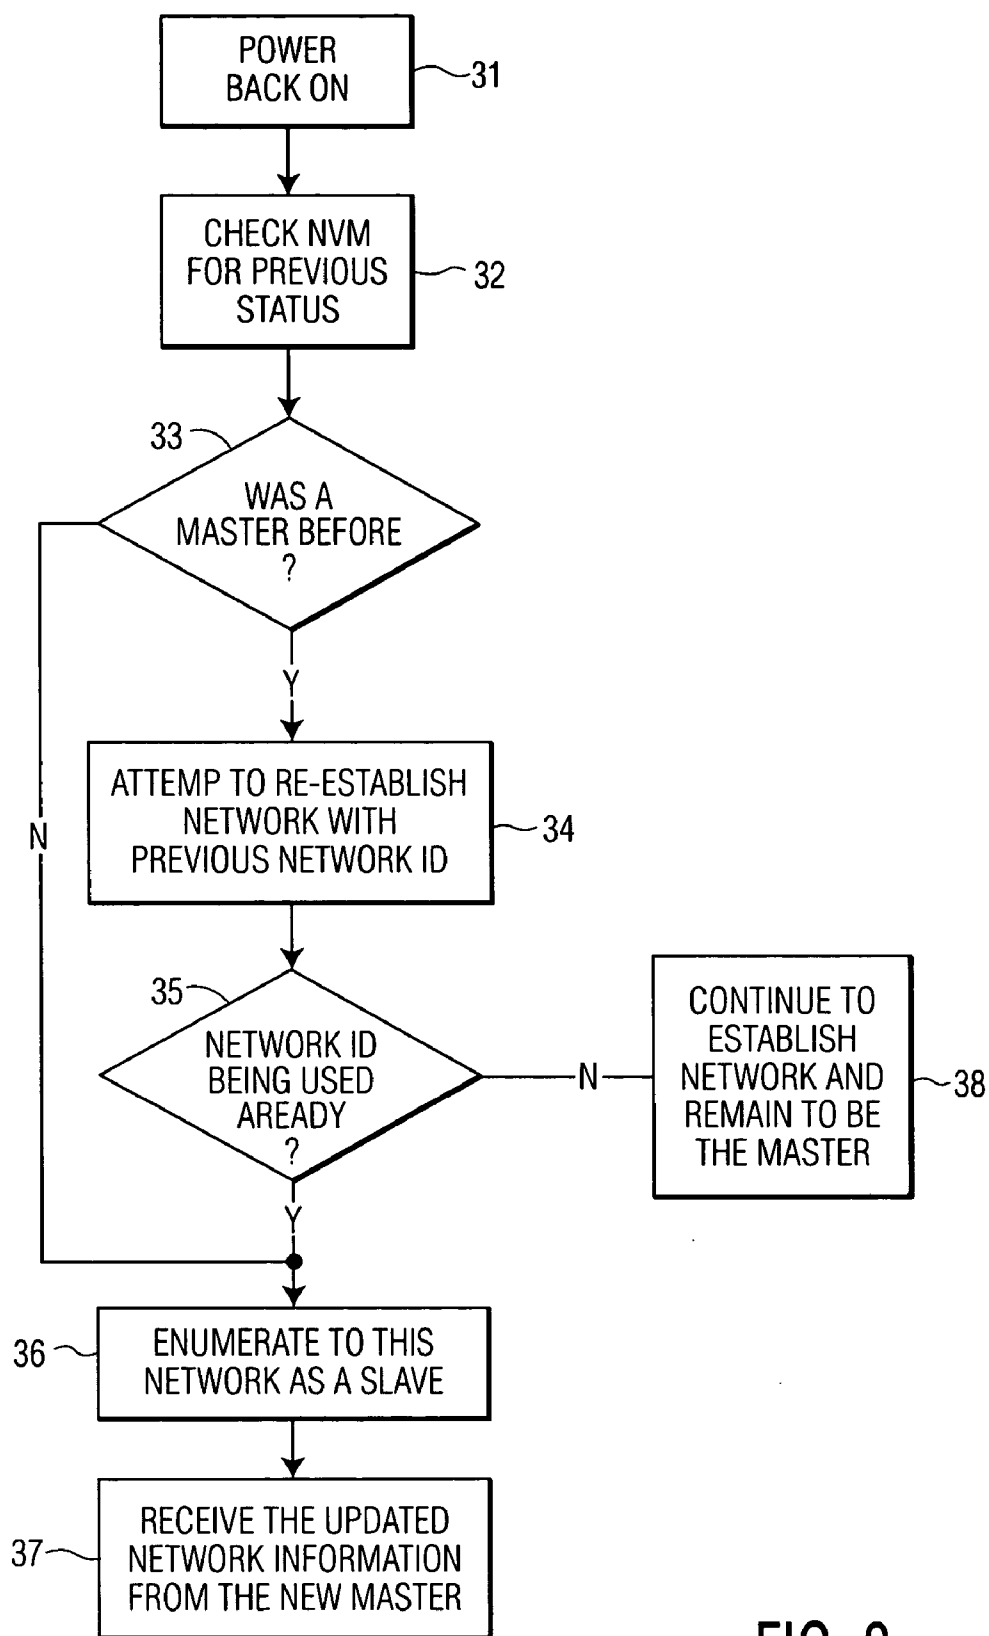 POWER
BACK ON
31
CHECK NVM
FOR PREVIOUS
STATUS
32
33
WAS A
MASTER BEFORE
?
Y
N
ATTEMP TO RE-ESTABLISH
NETWORK WITH
PREVIOUS NETWORK ID
34
35
NETWORK ID
BEING USED
AREADY
?
N
CONTINUE TO
ESTABLISH
NETWORK AND
REMAIN TO BE
THE MASTER
38
Y
36
ENUMERATE TO THIS
NETWORK AS A SLAVE
37
RECEIVE THE UPDATED
NETWORK INFORMATION
FROM THE NEW MASTER
FIG.